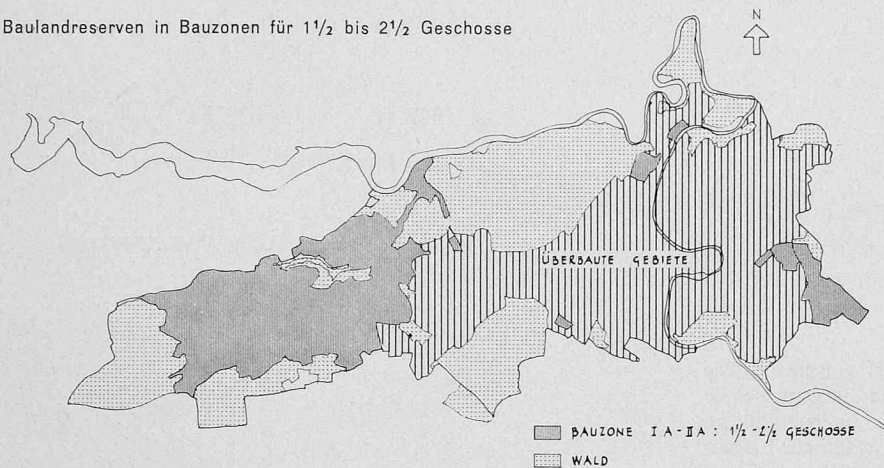 Baulandreserven in Bauzonen für 1½ bis 2½ Geschosse
N
ÜBERBAUTE GEBIETE
BAUZONE I A - II A : 1½ - 2½ GESCHOSSE
WALD